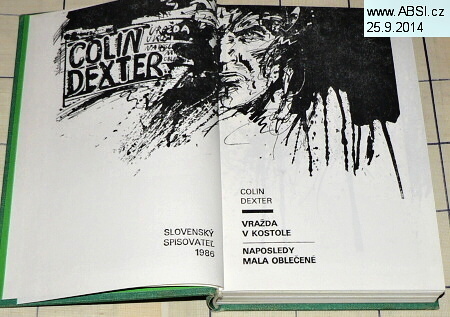 www.ABSI.cz
25.9.2014
COLIN
DEXTER
SLOVENSKÝ
SPISOVATEĽ
1986
COLIN
DEXTER
VRAŽDA
V KOSTOLE
NAPOSLEDY
MALA OBLEČENÉ